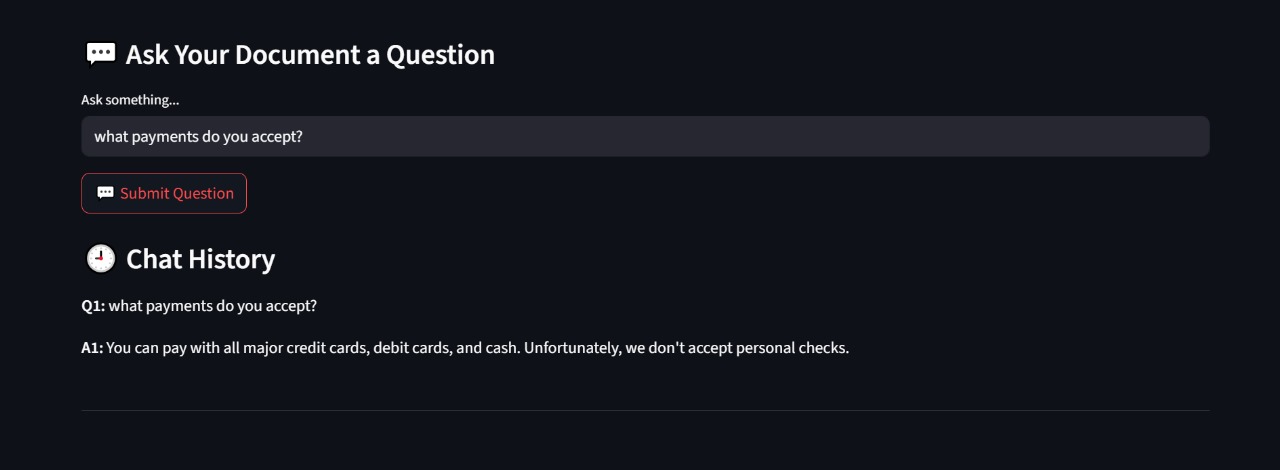 💬 Ask Your Document a Question
Ask something...
what payments do you accept?
💬 Submit Question
🕘 Chat History
Q1: what payments do you accept?
A1: You can pay with all major credit cards, debit cards, and cash. Unfortunately, we don't accept personal checks.